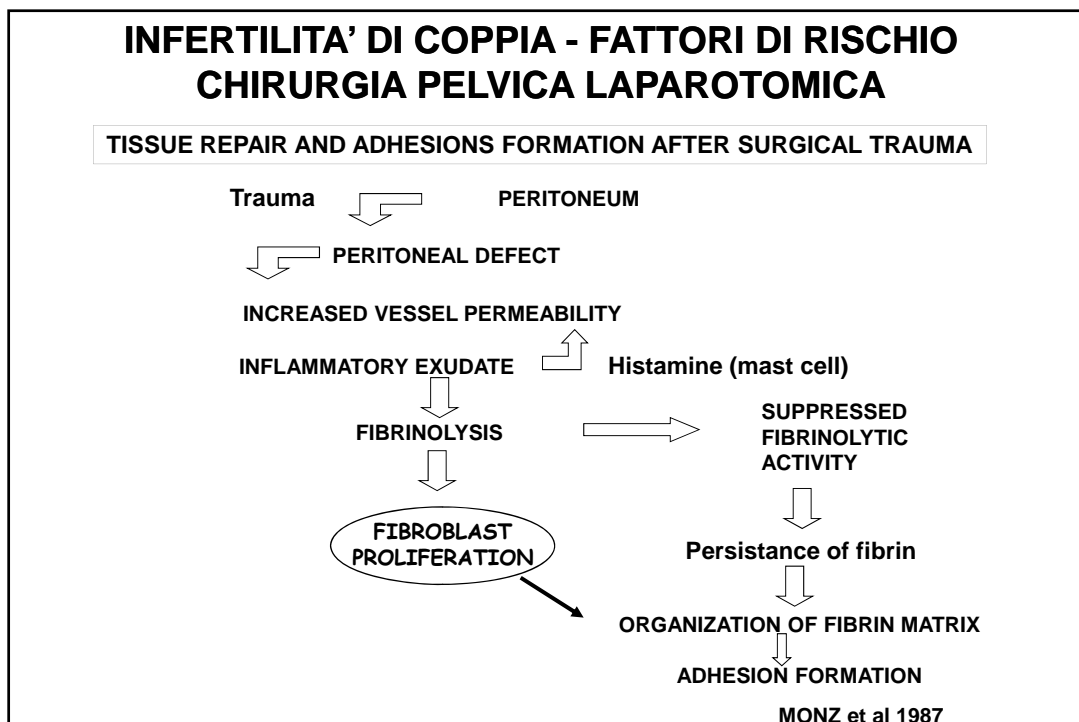 INFERTILITA' DI COPPIA - FATTORI DI RISCHIO
CHIRURGIA PELVICA LAPAROTOMICA
TISSUE REPAIR AND ADHESIONS FORMATION AFTER SURGICAL TRAUMA
Trauma
PERITONEUM
PERITONEAL DEFECT
INCREASED VESSEL PERMEABILITY
INFLAMMATORY EXUDATE
Histamine (mast cell)
FIBRINOLYSIS
SUPPRESSED
FIBRINOLYTIC
ACTIVITY
FIBROBLAST
PROLIFERATION
Persistance of fibrin
ORGANIZATION OF FIBRIN MATRIX
ADHESION FORMATION
MONZ et al 1987